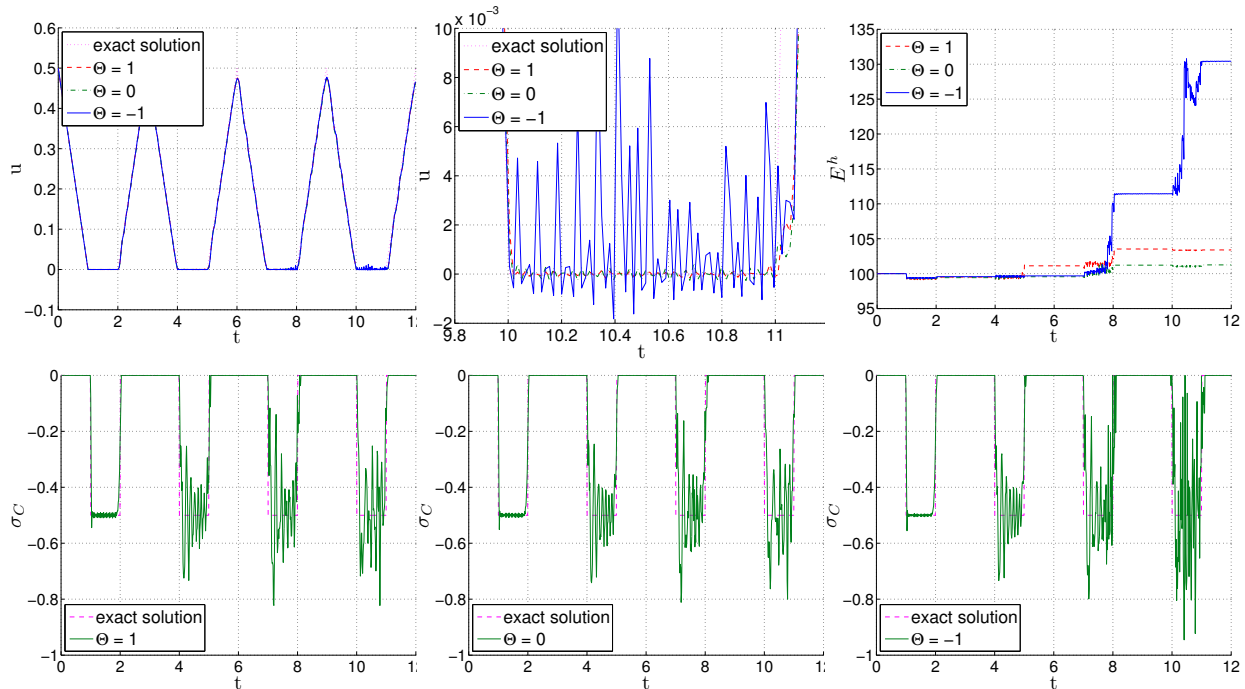 0.6
0.5
0.4
0.3
0.2
0.1
0
−0.1
u
0 2 4 6 8 10 12
t
exact solution
Θ = 1
Θ = 0
Θ = −1
x 10⁻³
8
6
4
2
0
−2
u
9.8 10 10.2 10.4 10.6 10.8 11
t
exact solution
Θ = 1
Θ = 0
Θ = −1
135
130
125
120
115
110
105
100
95
Eʰ
0 2 4 6 8 10 12
t
Θ = 1
Θ = 0
Θ = −1
0
−0.2
−0.4
−0.6
−0.8
−1
σ_C
0 2 4 6 8 10 12
t
exact solution
Θ = 1
0
−0.2
−0.4
−0.6
−0.8
−1
σ_C
0 2 4 6 8 10 12
t
exact solution
Θ = 0
0
−0.2
−0.4
−0.6
−0.8
−1
σ_C
0 2 4 6 8 10 12
t
exact solution
Θ = −1